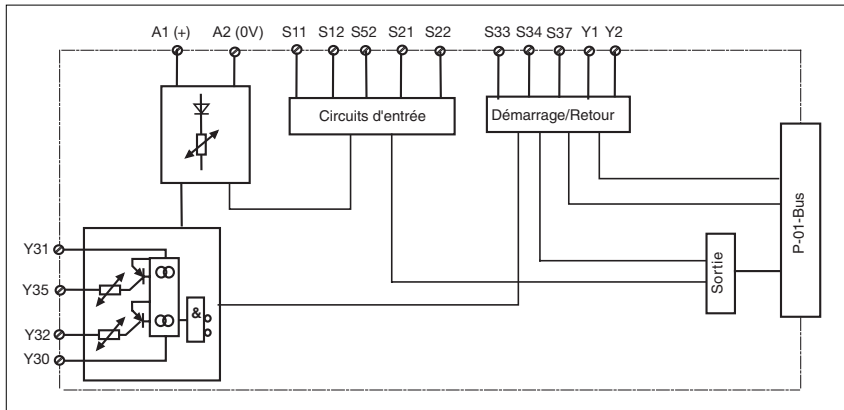 A1 (+) A2 (0V) S11 S12 S52 S21 S22 S33 S34 S37 Y1 Y2
Circuits d'entrée
Démarrage/Retour
P-01-Bus
Sortie
Y31
Y35
&
Y32
Y30